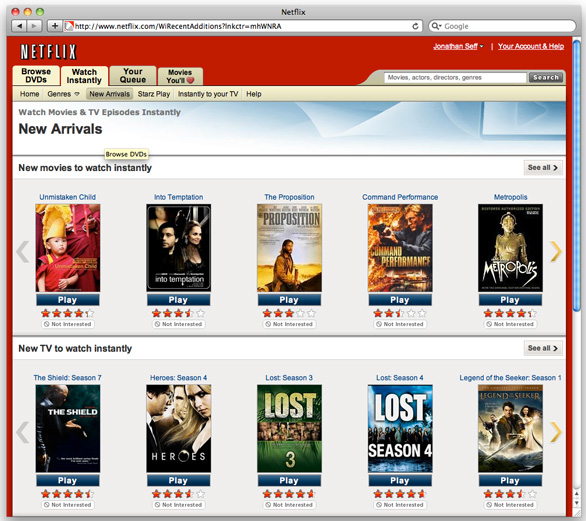 Netflix
http://www.netflix.com/WiRecentAdditions?lnkctr=mhWNRA
Google
NETFLIX
Jonathan Seff | Your Account & Help
Browse DVDs
Watch Instantly
Your Queue
Movies You'll
Movies, actors, directors, genres
Search
Home Genres New Arrivals Starz Play Instantly to your TV Help
Watch Movies & TV Episodes Instantly
New Arrivals
Browse DVDs
New movies to watch instantly
See all
Unmistaken Child Into Temptation The Proposition Command Performance Metropolis
Unmistaken Child
into temptation
THE PROPOSITION
COMMAND PERFORMANCE
METROPOLIS
Play Play Play Play Play
Not Interested Not Interested Not Interested Not Interested Not Interested
New TV to watch instantly
See all
The Shield: Season 7 Heroes: Season 4 Lost: Season 3 Lost: Season 4 Legend of the Seeker: Season 1
THE SHIELD
HEROES
LOST
3
LOST
SEASON 4
LEGEND OF THE SEEKER
Play Play Play Play Play
Not Interested Not Interested Not Interested Not Interested Not Interested